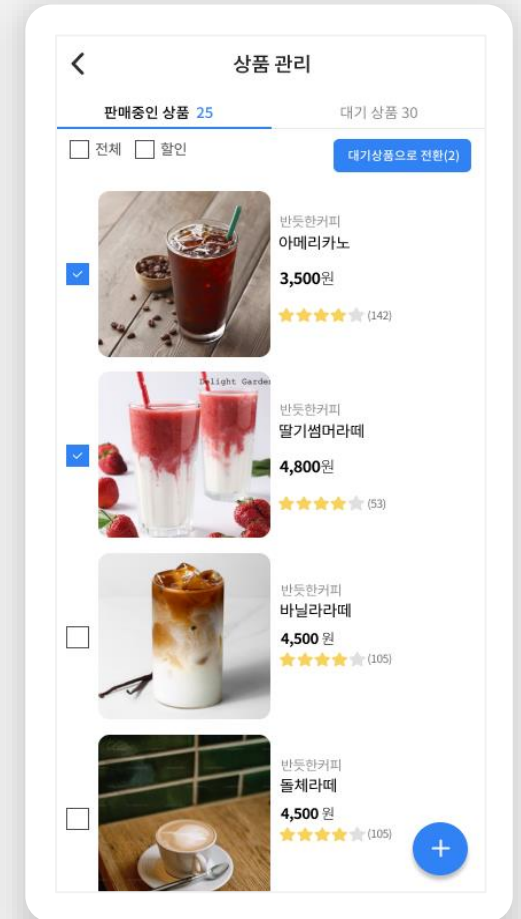 상품 관리
판매중인 상품 25
대기 상품 30
전체 할인
대기상품으로 전환(2)
반듯한커피
아메리카노
3,500원
(142)
Delight Garden
반듯한커피
딸기썸머라떼
4,800원
(53)
반듯한커피
바닐라라떼
4,500 원
(105)
반듯한커피
돌체라떼
4,500 원
(105)